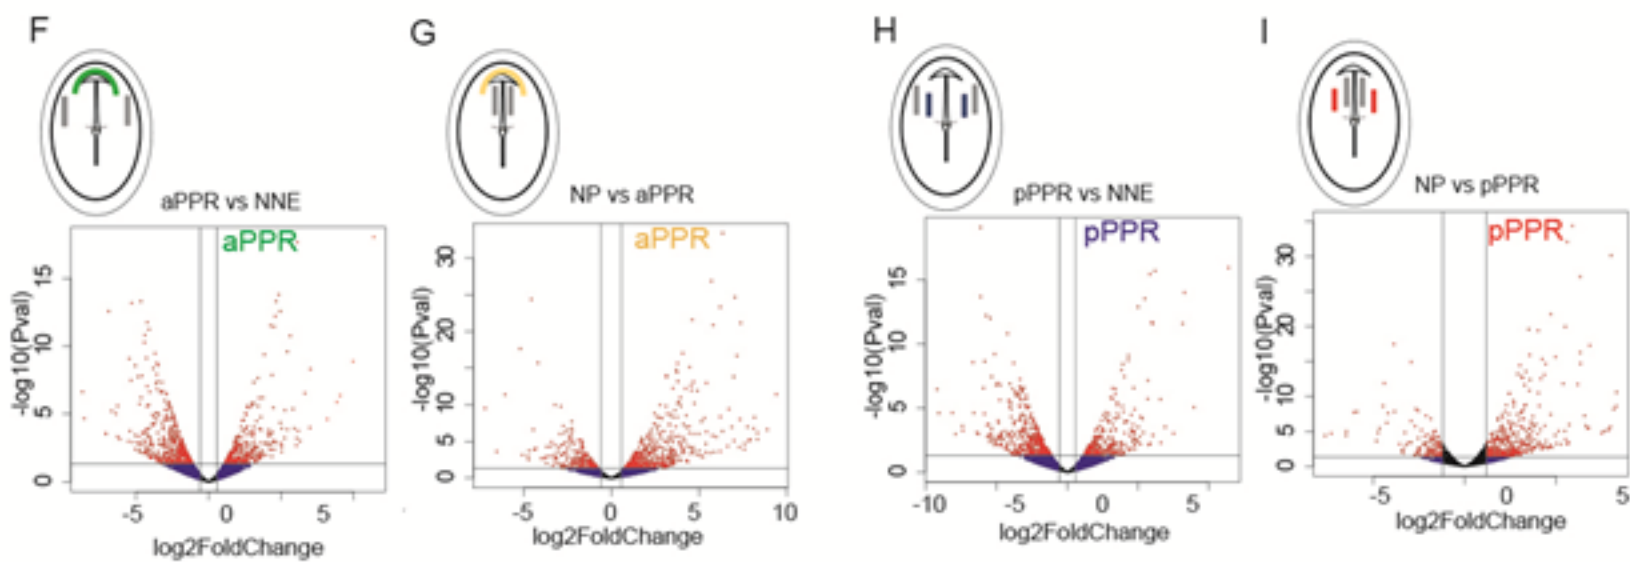 F
aPPR vs NNE
aPPR
-log10(Pval)
15
10
5
0
-5
0
5
log2FoldChange
G
NP vs aPPR
aPPR
-log10(Pval)
30
20
10
5
0
-5
0
5
10
log2FoldChange
H
pPPR vs NNE
pPPR
-log10(Pval)
15
10
5
0
-10
-5
0
5
log2FoldChange
I
NP vs pPPR
pPPR
-log10(Pval)
30
20
10
5
0
-5
0
5
log2FoldChange